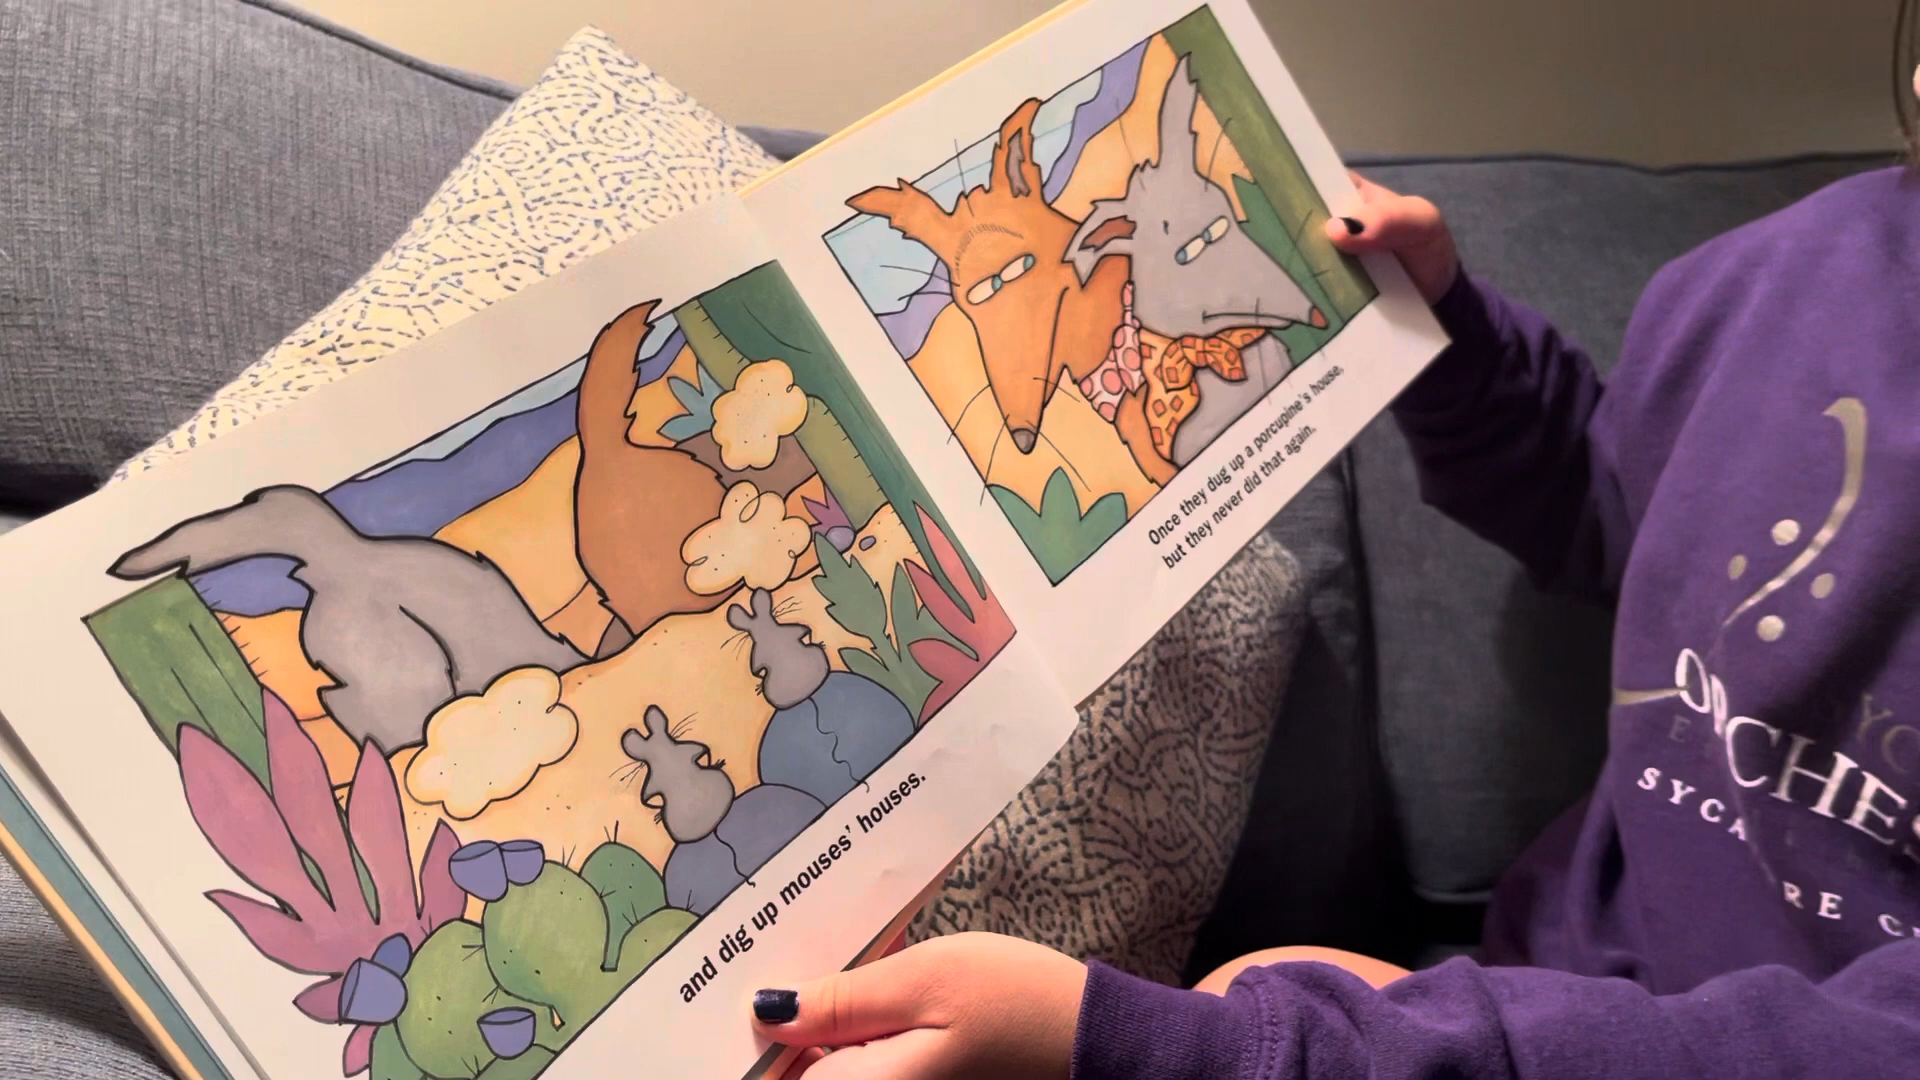 and dig up mouses' houses.
Once they dug up a porcupine's house,
but they never did that again.
ORCHES
SYCA
RE